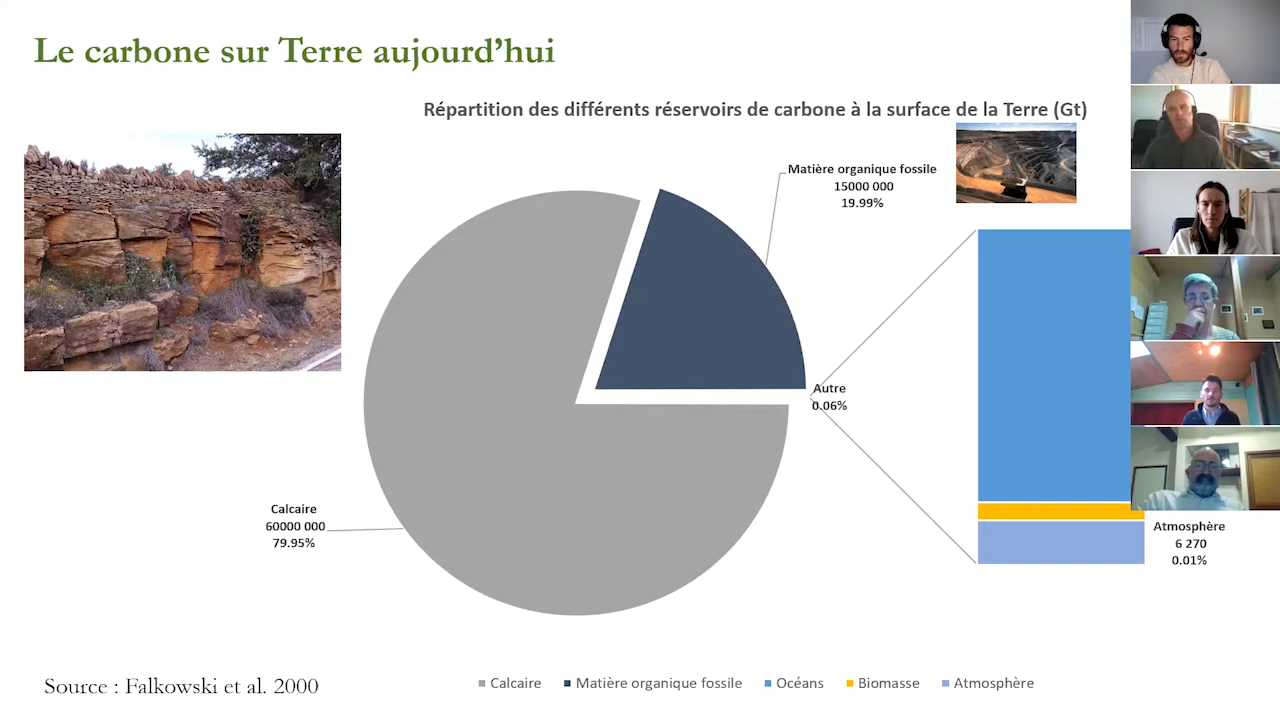 Le carbone sur Terre aujourd’hui
Répartition des différents réservoirs de carbone à la surface de la Terre (Gt)
Matière organique fossile
15000 000
19.99%
Autre
0.06%
Calcaire
60000 000
79.95%
Atmosphère
6 270
0.01%
Calcaire Matière organique fossile Océans Biomasse Atmosphère
Source : Falkowski et al. 2000